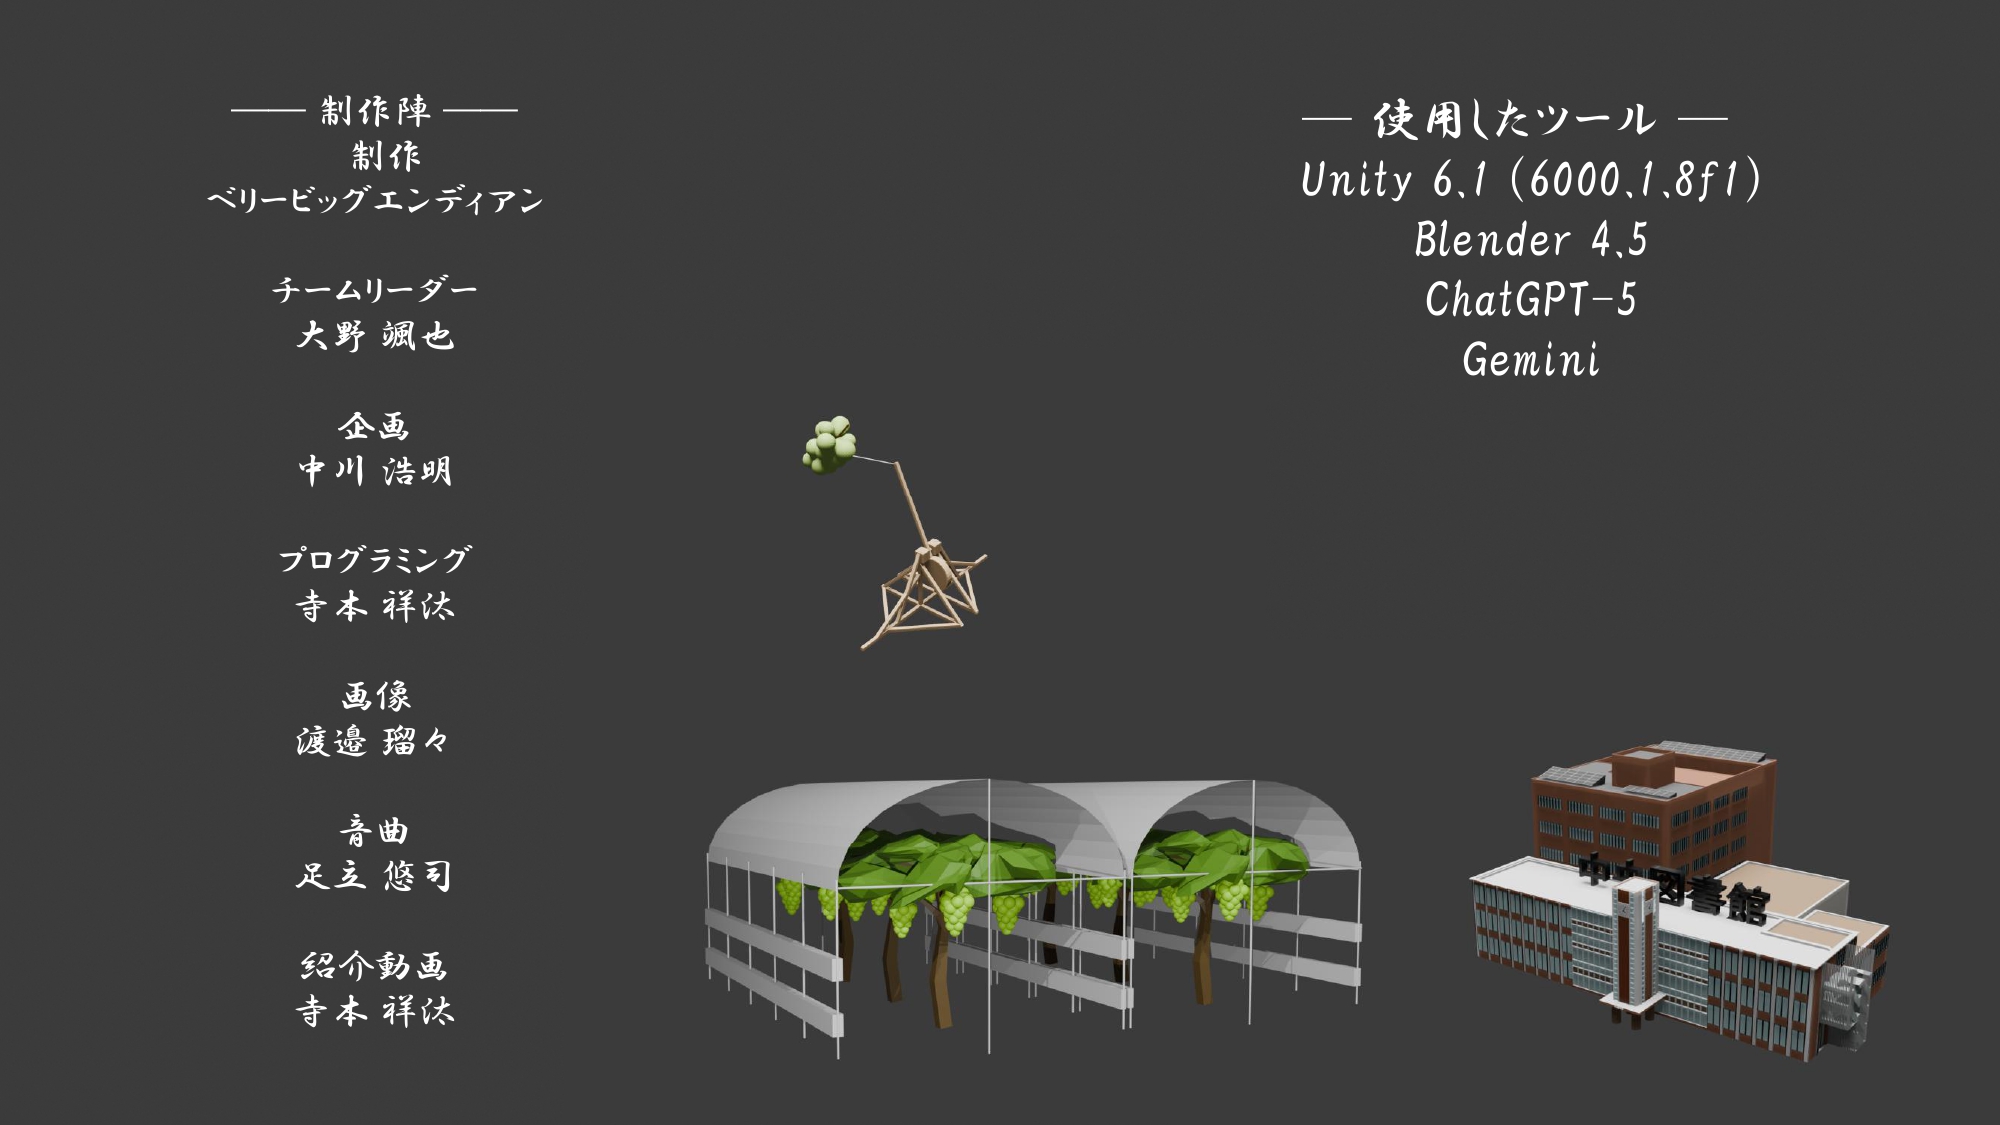 ―― 制作陣 ――
制作
ベリービッグエンディアン
チームリーダー
大野 颯也
企画
中川 浩明
プログラミング
寺本 祥汰
画像
渡邉 瑠々
音曲
足立 悠司
紹介動画
寺本 祥汰
― 使用したツール ―
Unity 6.1 (6000.1.8f1)
Blender 4.5
ChatGPT-5
Gemini
中央図書館